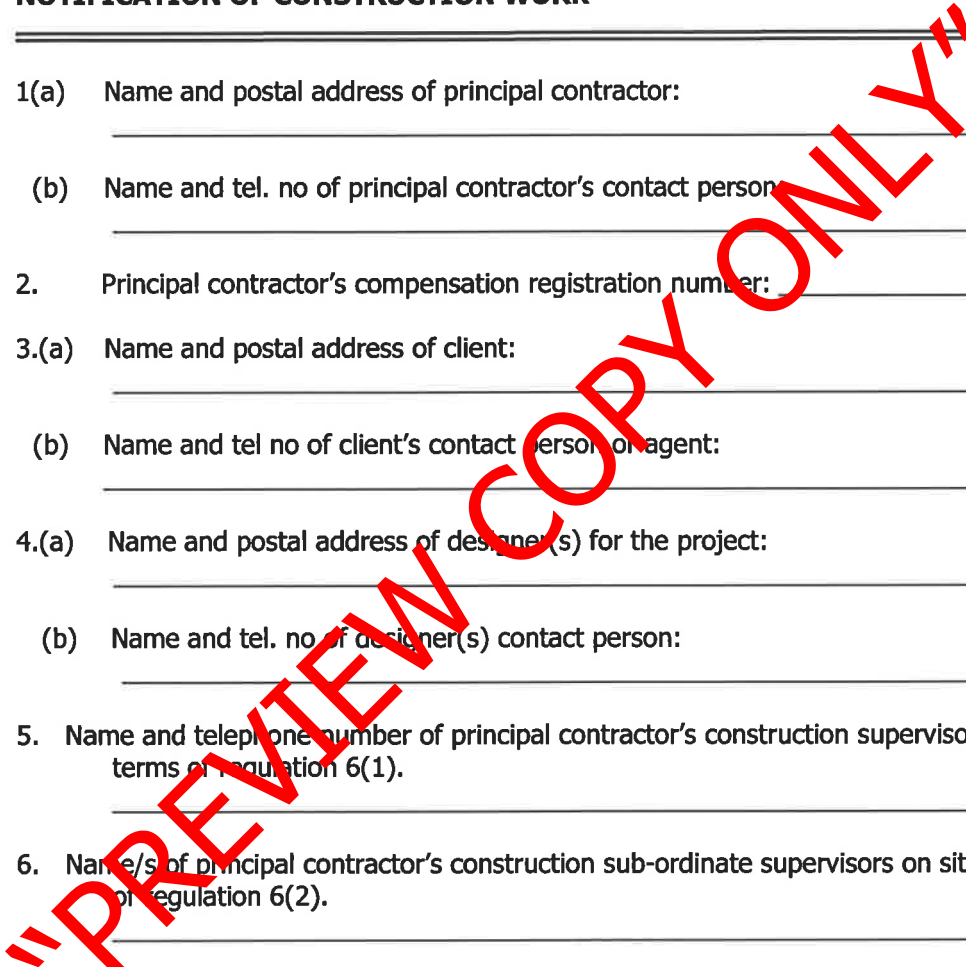 NOTIFICATION OF CONSTRUCTION WORK
1(a) Name and postal address of principal contractor:
(b) Name and tel. no of principal contractor's contact person:
2. Principal contractor's compensation registration number:
3.(a) Name and postal address of client:
(b) Name and tel no of client's contact person or agent:
4.(a) Name and postal address of designer(s) for the project:
(b) Name and tel. no of designer(s) contact person:
5. Name and telephone number of principal contractor's construction superviso
terms of regulation 6(1).
6. Name/s of principal contractor's construction sub-ordinate supervisors on sit
of regulation 6(2).
"PREVIEW COPY ONLY"